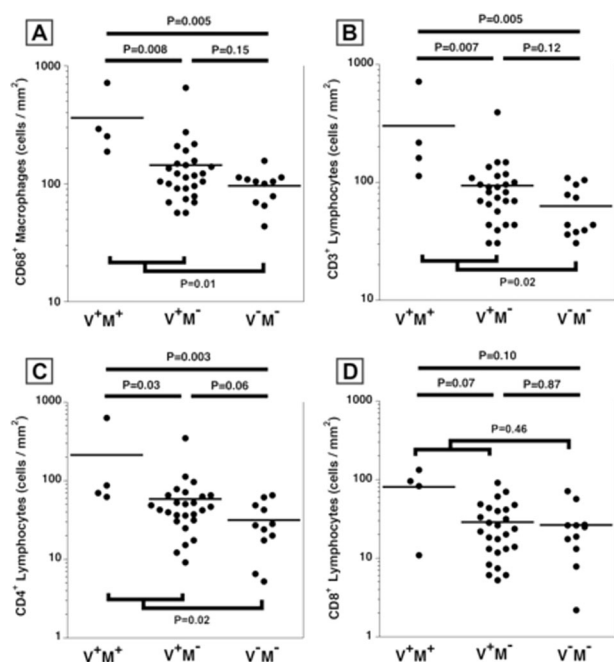 A
P=0.005
P=0.008 P=0.15
CD68+ Macrophages (cells / mm2)
1000
100
10
P=0.01
V+M+ V+M- V-M-
B
P=0.005
P=0.007 P=0.12
CD3+ Lymphocytes (cells / mm2)
1000
100
10
P=0.02
V+M+ V+M- V-M-
C
P=0.003
P=0.03 P=0.06
CD4+ Lymphocytes (cells / mm2)
1000
100
10
1
P=0.02
V+M+ V+M- V-M-
D
P=0.10
P=0.07 P=0.87
P=0.46
CD8+ Lymphocytes (cells / mm2)
1000
100
10
1
V+M+ V+M- V-M-